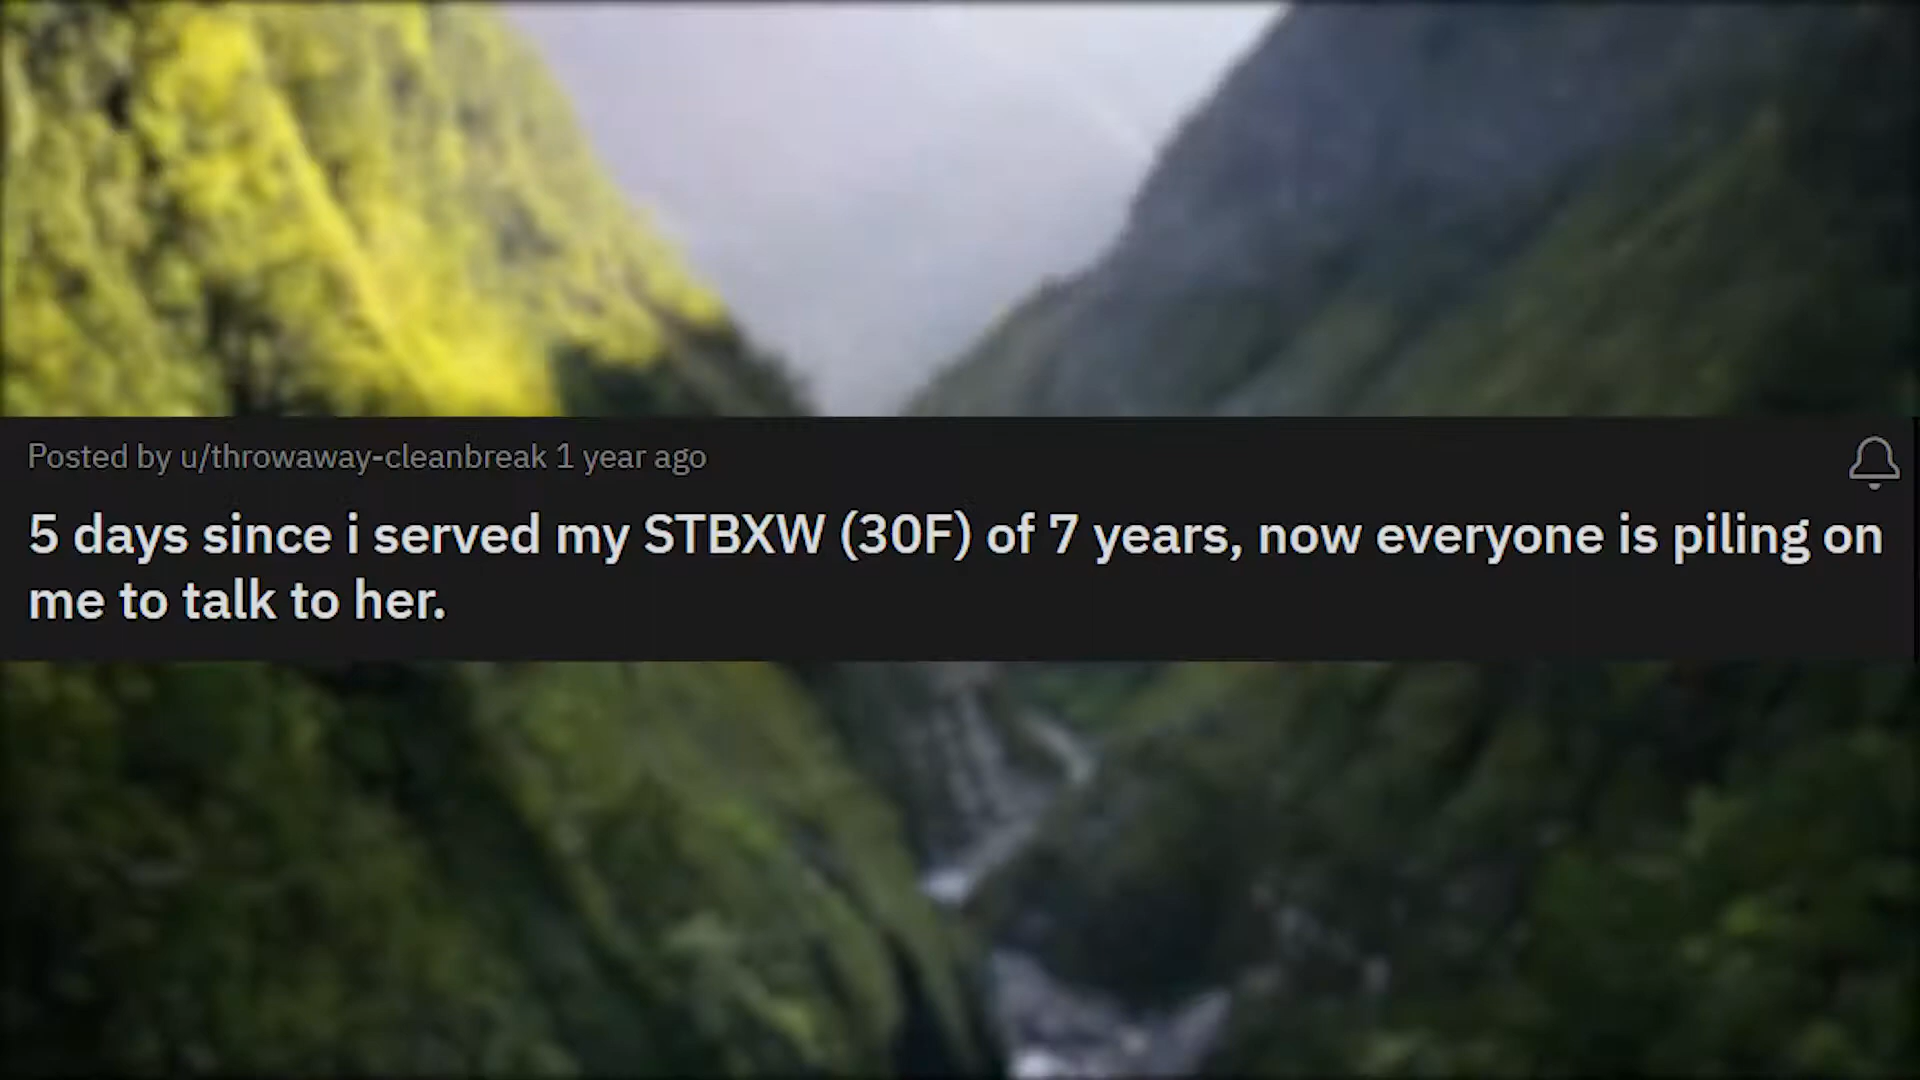 Posted by u/throwaway-cleanbreak 1 year ago
5 days since i served my STBXW (30F) of 7 years, now everyone is piling on
me to talk to her.